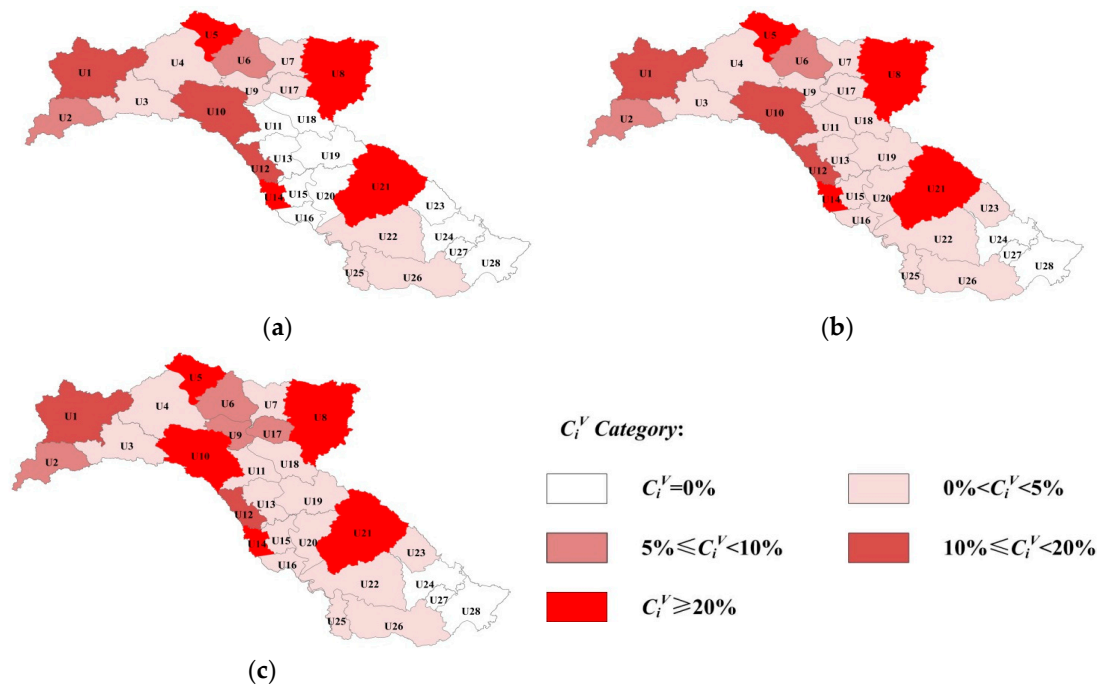 U5
U4
U6
U7
U1
U8
U9
U17
U3
U2
U10
U11
U18
U13
U19
U12
U21
U15
U20
U14
U16
U23
U22
U24
U27
U28
U25
U26
(a)
U5
U4
U6
U7
U1
U8
U9
U17
U3
U2
U10
U11
U18
U13
U19
U12
U21
U15
U20
U14
U16
U23
U22
U24
U27
U28
U25
U26
(b)
U5
U4
U6
U7
U1
U8
U9
U17
U3
U2
U10
U11
U18
U13
U19
U12
U21
U15
U20
U14
U16
U23
U22
U24
U27
U28
U25
U26
(c)
C_i^V Category:
C_i^V=0%
0%<C_i^V<5%
5%≤C_i^V<10%
10%≤C_i^V<20%
C_i^V≥20%